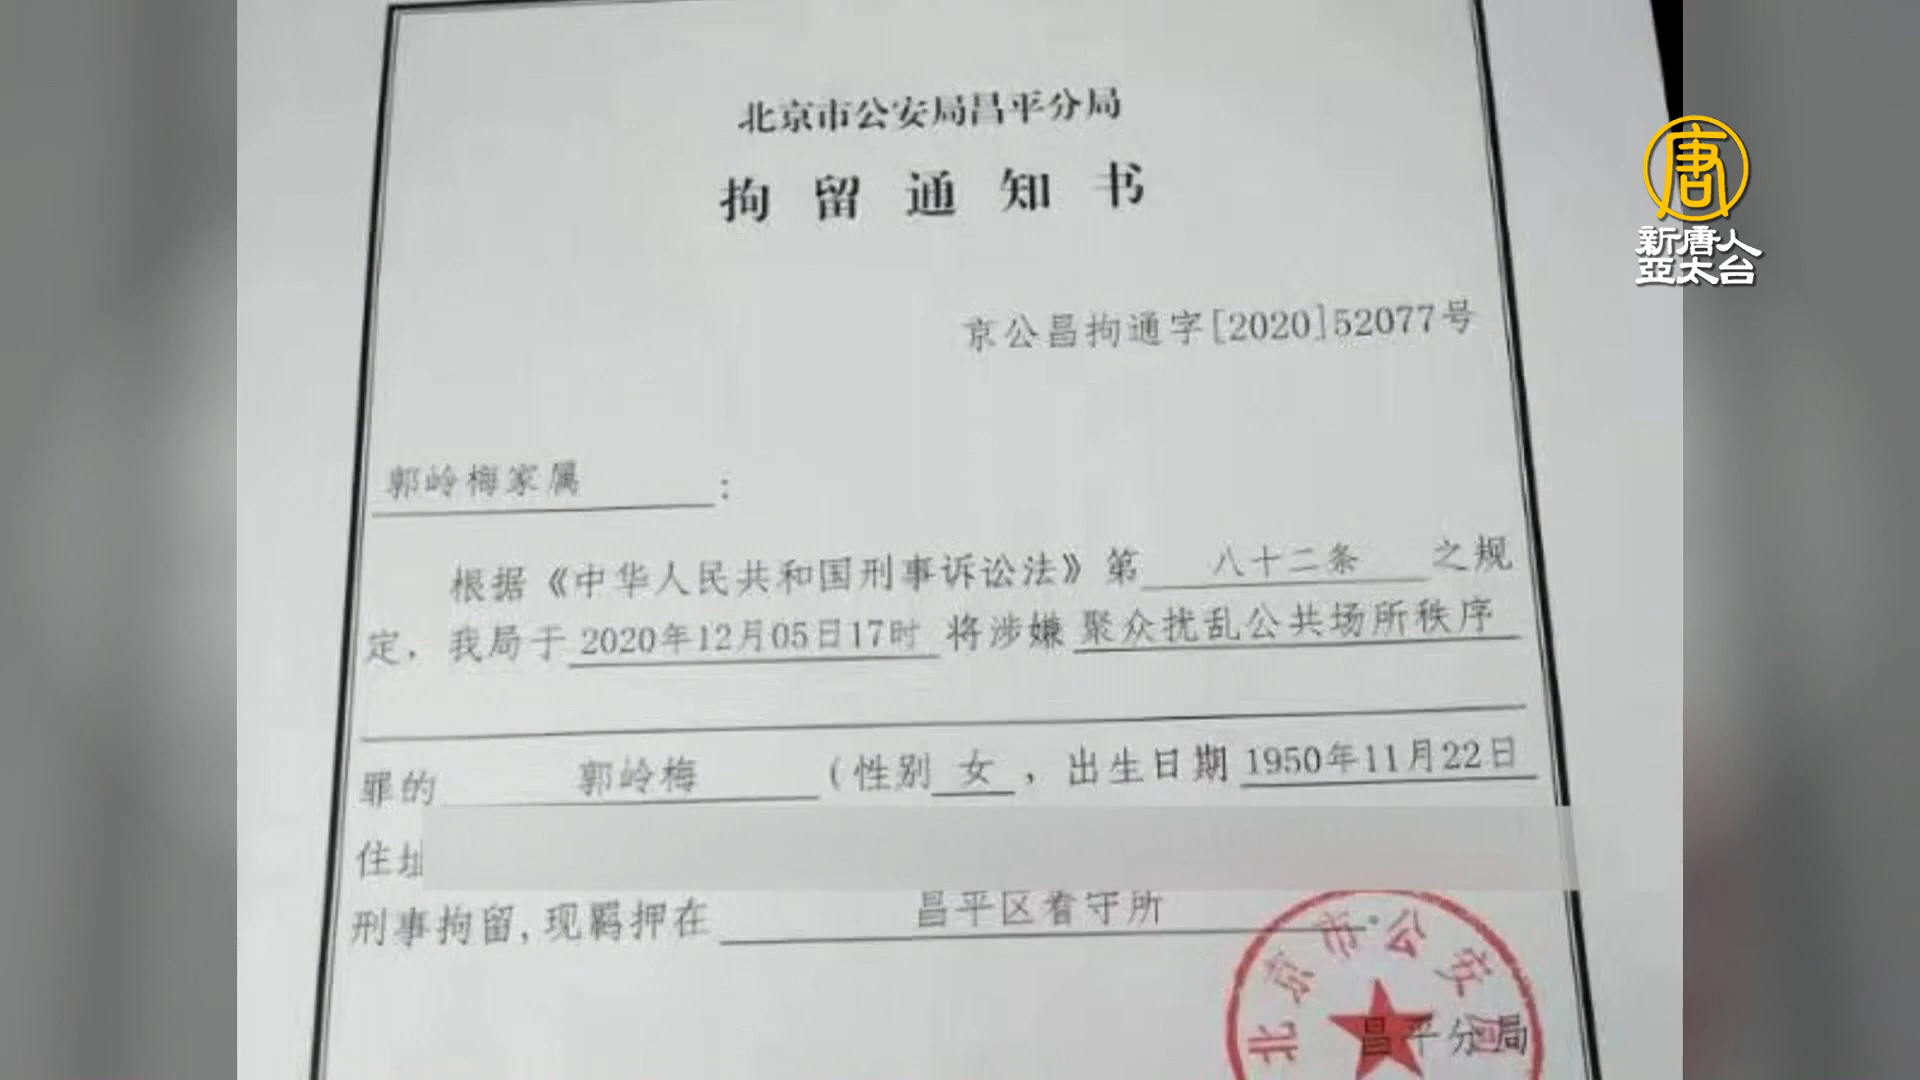 北京市公安局昌平分局
拘留通知书
唐
新唐人
亞太台
京公昌拘通字[2020]52077号
郭岭梅家属：
根据《中华人民共和国刑事诉讼法》第八十二条之规
定，我局于2020年12月05日17时将涉嫌聚众扰乱公共场所秩序
罪的郭岭梅（性别女，出生日期1950年11月22日
住址
刑事拘留,现羁押在昌平区看守所
北京市公安局
昌平分局